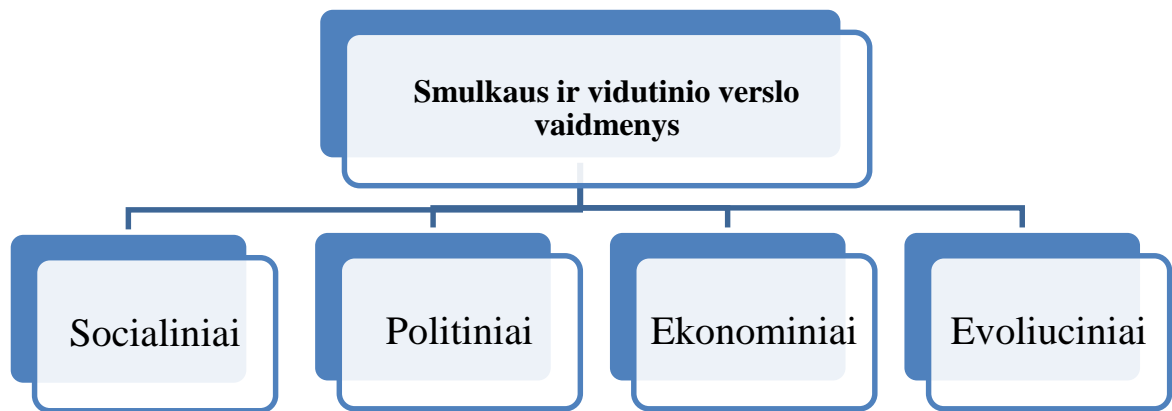 Smulkaus ir vidutinio verslo
vaidmenys
Socialiniai
Politiniai
Ekonominiai
Evoliuciniai